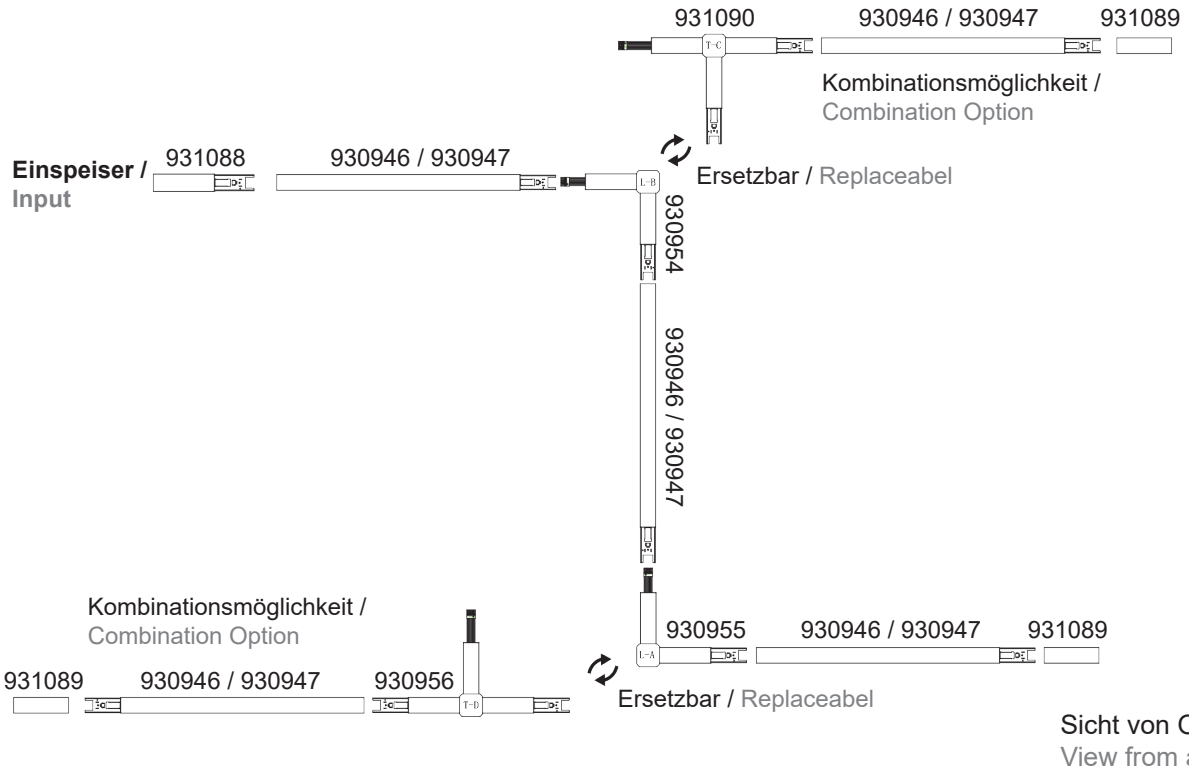 931090
930946 / 930947
931089
T-C
Kombinationsmöglichkeit /
Combination Option
Einspeiser /
Input
931088
930946 / 930947
L-B
Ersetzbar / Replaceabel
930954
930946 / 930947
Kombinationsmöglichkeit /
Combination Option
931089
930946 / 930947
930956
T-D
L-A
930955
930946 / 930947
931089
Ersetzbar / Replaceabel
Sicht von
View from